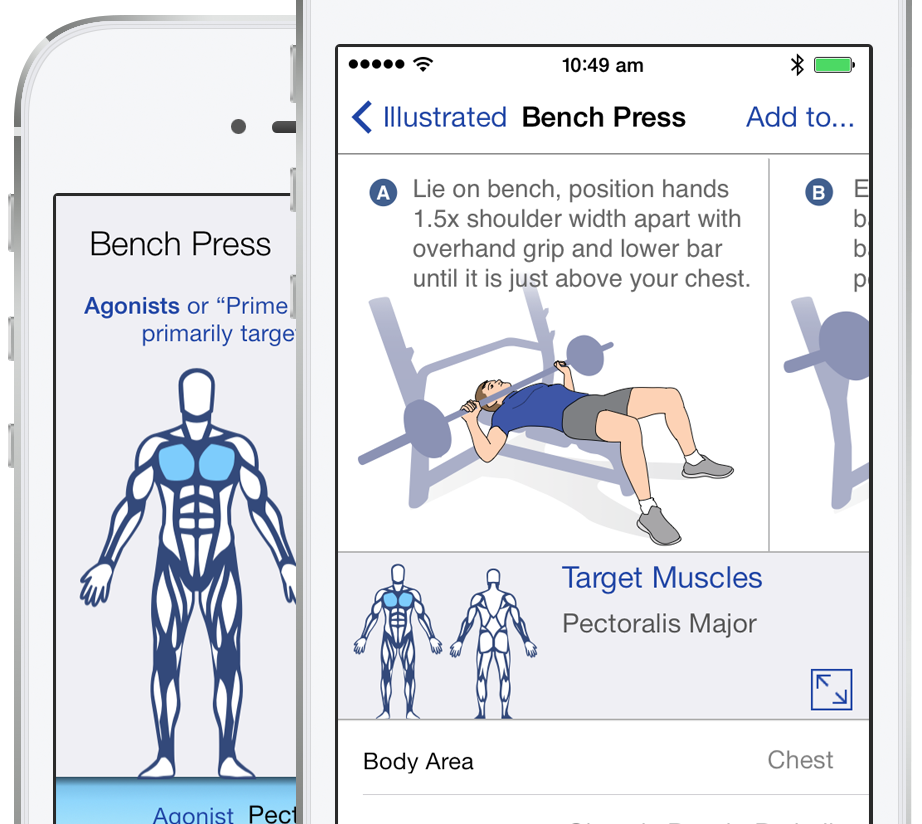 Bench Press
Agonists or “Prime
primarily targe
Agonist Pect
10:49 am
Illustrated Bench Press Add to...
A Lie on bench, position hands
1.5x shoulder width apart with
overhand grip and lower bar
until it is just above your chest.
B
Target Muscles
Pectoralis Major
Body Area Chest